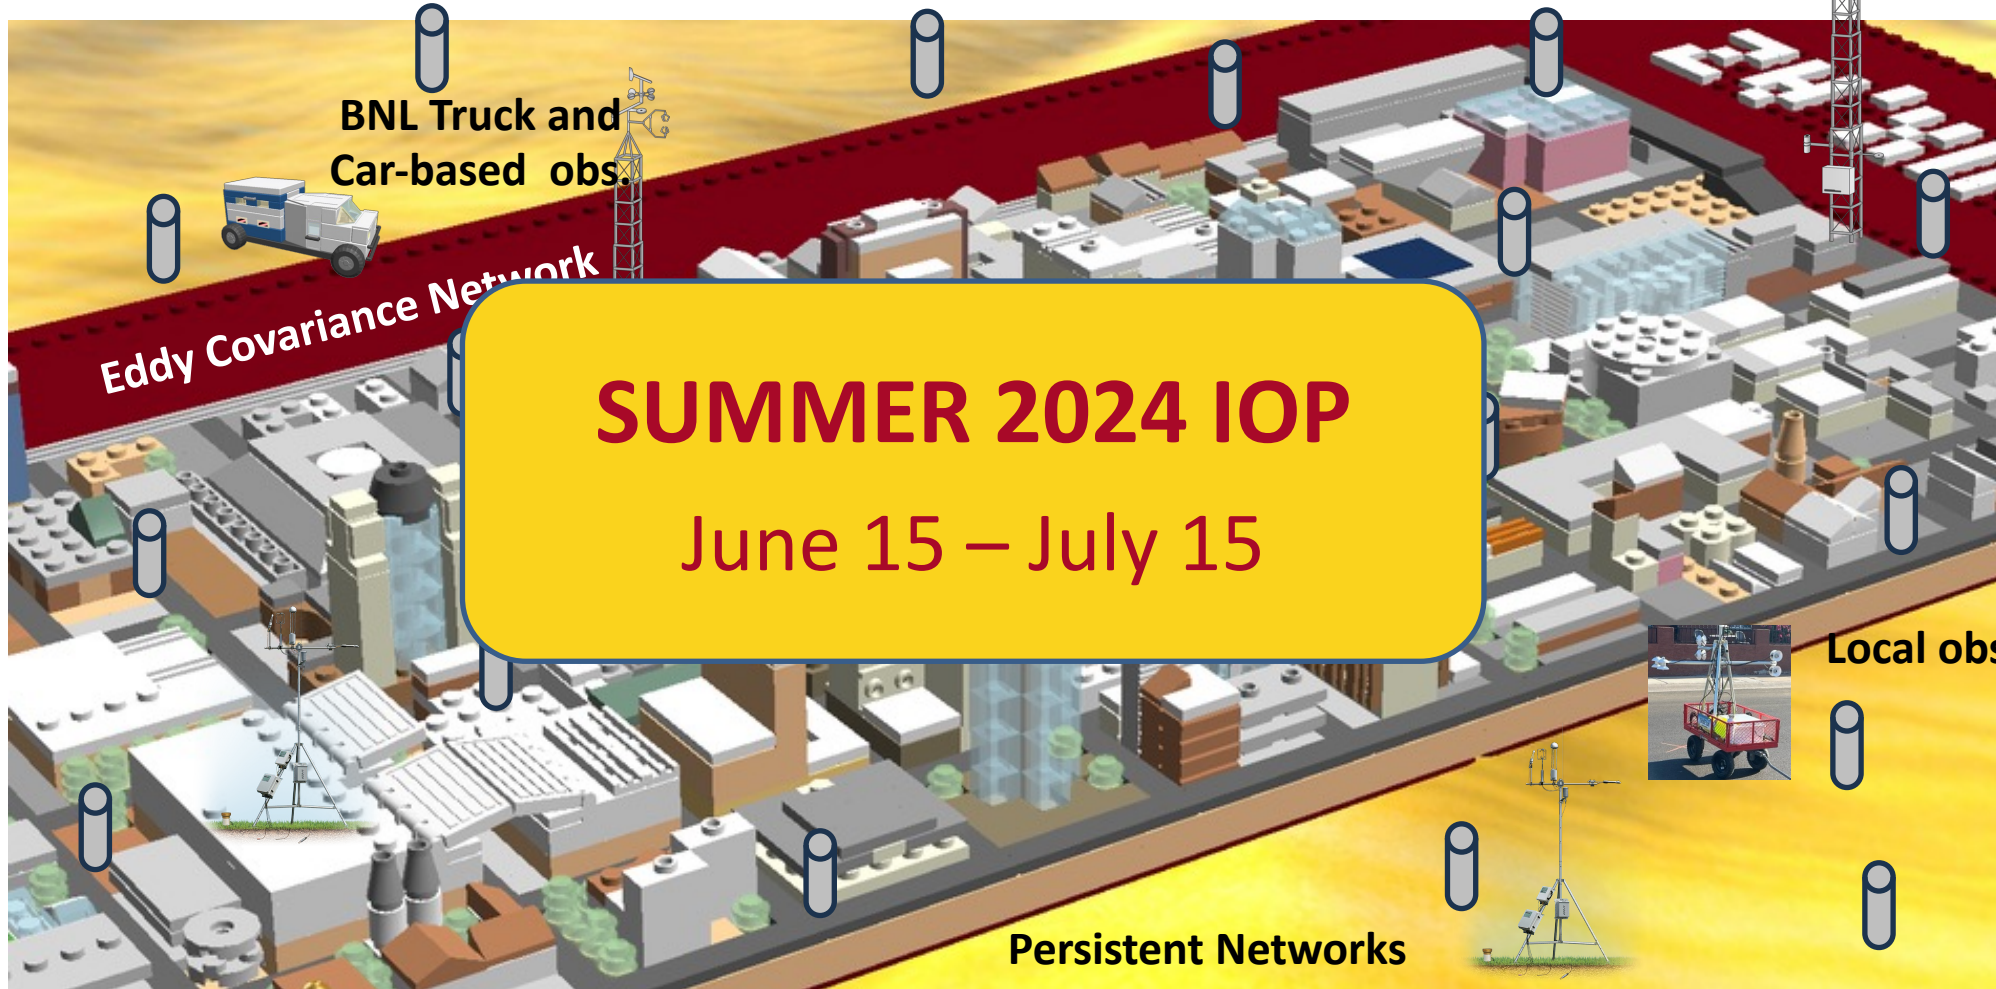 BNL Truck and
Car-based obs.
Eddy Covariance Network
SUMMER 2024 IOP
June 15 – July 15
Local obs
Persistent Networks